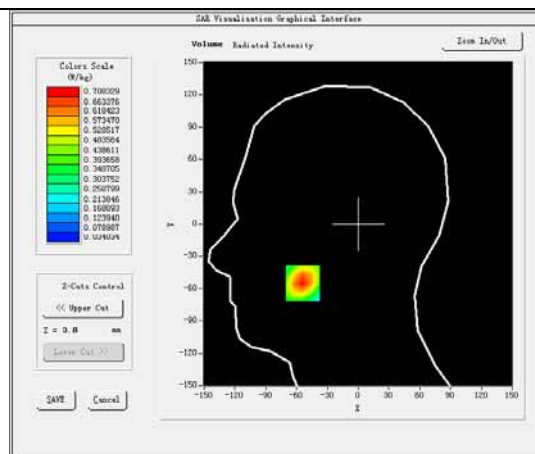 SAR Visualisation Graphical Interface
Volume Radiated Intensity
Zoom In/Out
Colors Scale
(W/kg)
0.708329
0.663376
0.618423
0.573470
0.528517
0.483564
0.438611
0.393658
0.348705
0.303752
0.258799
0.213846
0.168893
0.123940
0.078987
0.034034
Z-Cuts Control
<< Upper Cut
Z = 3.8 mm
Lower Cut >>
SAVE
Cancel
150
120
90
60
30
0
-30
-60
-90
-120
-150
Y
-150 -120 -90 -60 -30 0 30 60 90 120 150